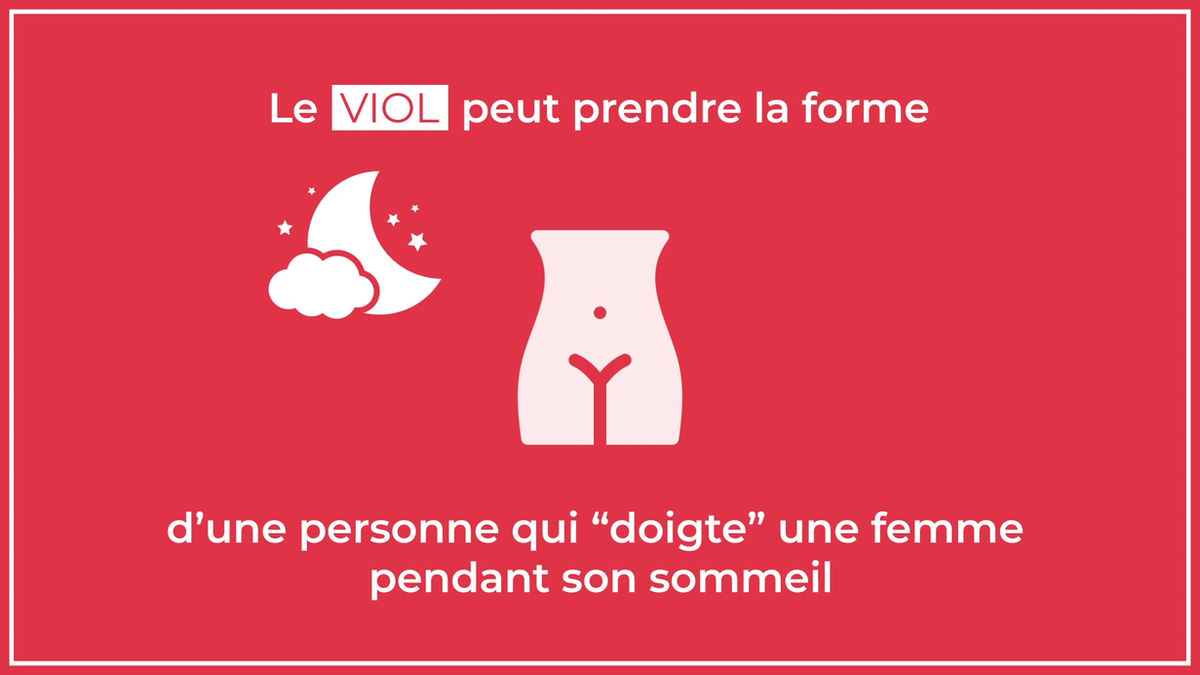 Le VIOL peut prendre la forme
d’une personne qui “doigte” une femme
pendant son sommeil